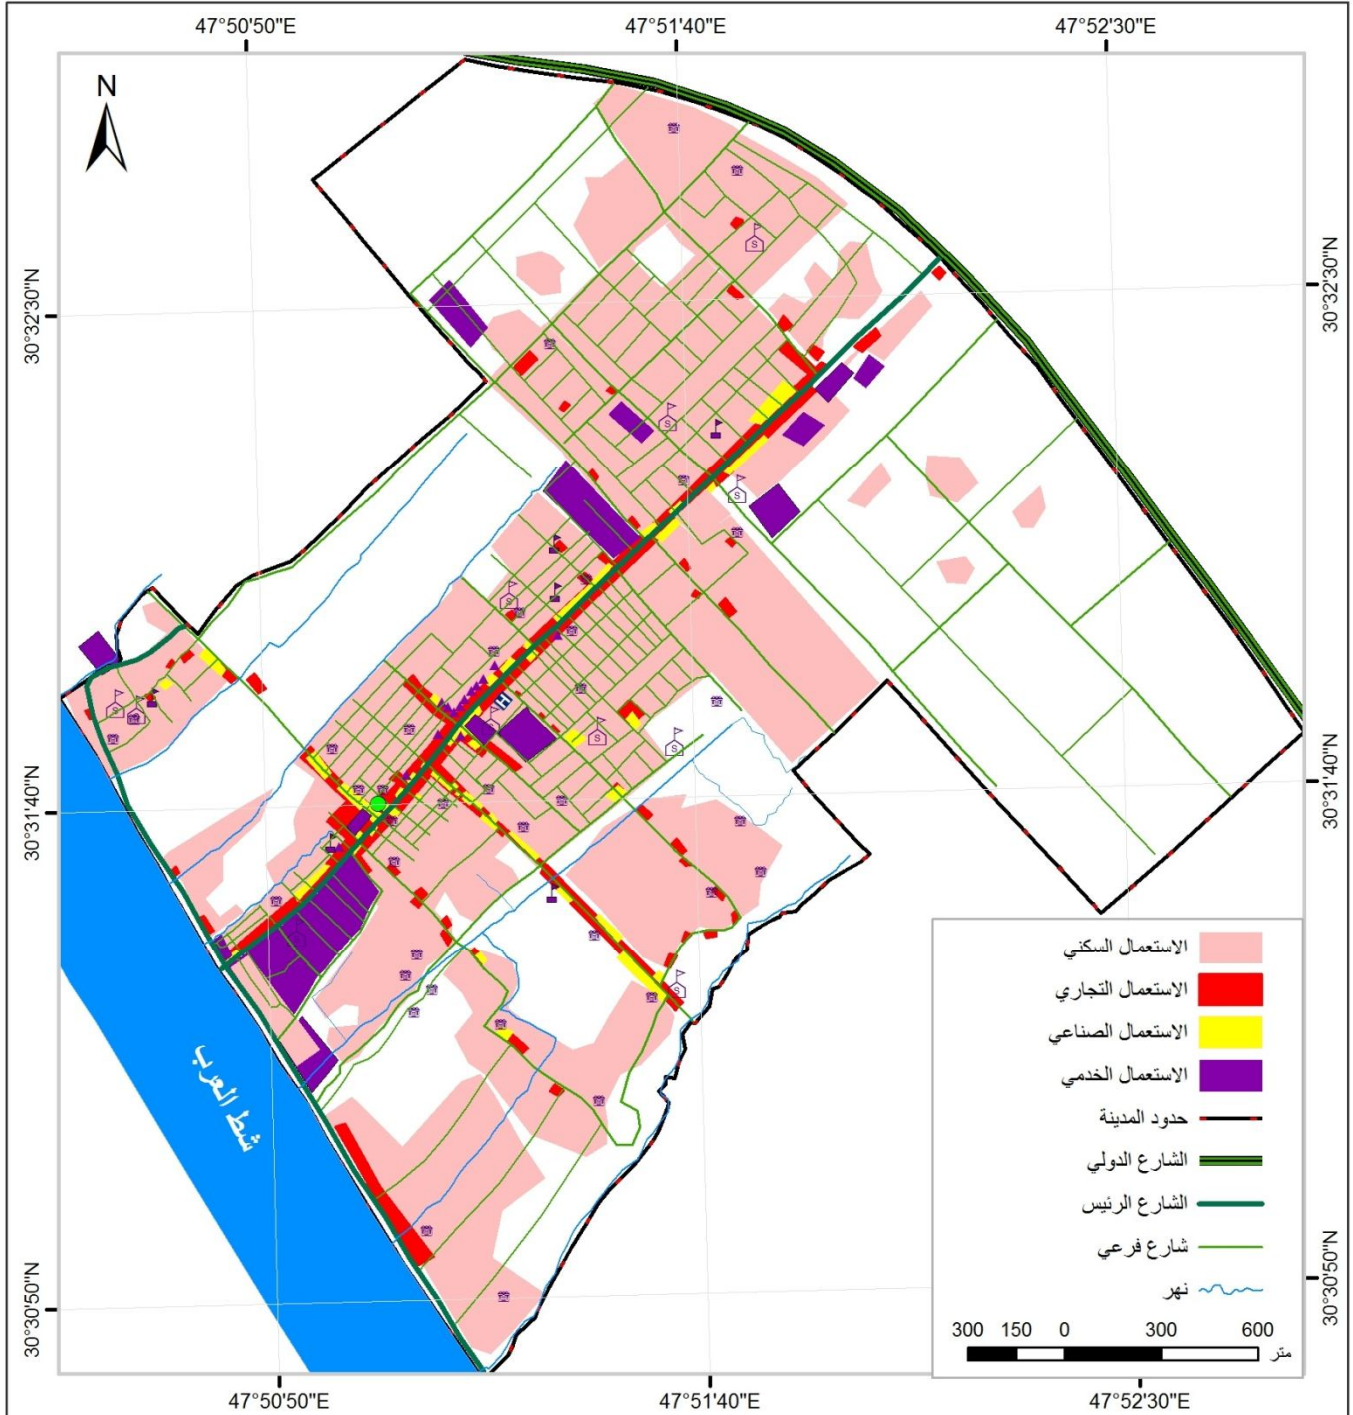 47°50'50"E
47°51'40"E
47°52'30"E
N
30°32'30"N
30°32'30"N
30°31'40"N
30°31'40"N
30°30'50"N
30°30'50"N
H
S
S
S
S
S
S
S
S
S
شط العرب
الاستعمال السكني
الاستعمال التجاري
الاستعمال الصناعي
الاستعمال الخدمي
حدود المدينة
الشارع الدولي
الشارع الرئيس
شارع فرعي
نهر
300 150 0 300 600
متر
47°50'50"E
47°51'40"E
47°52'30"E